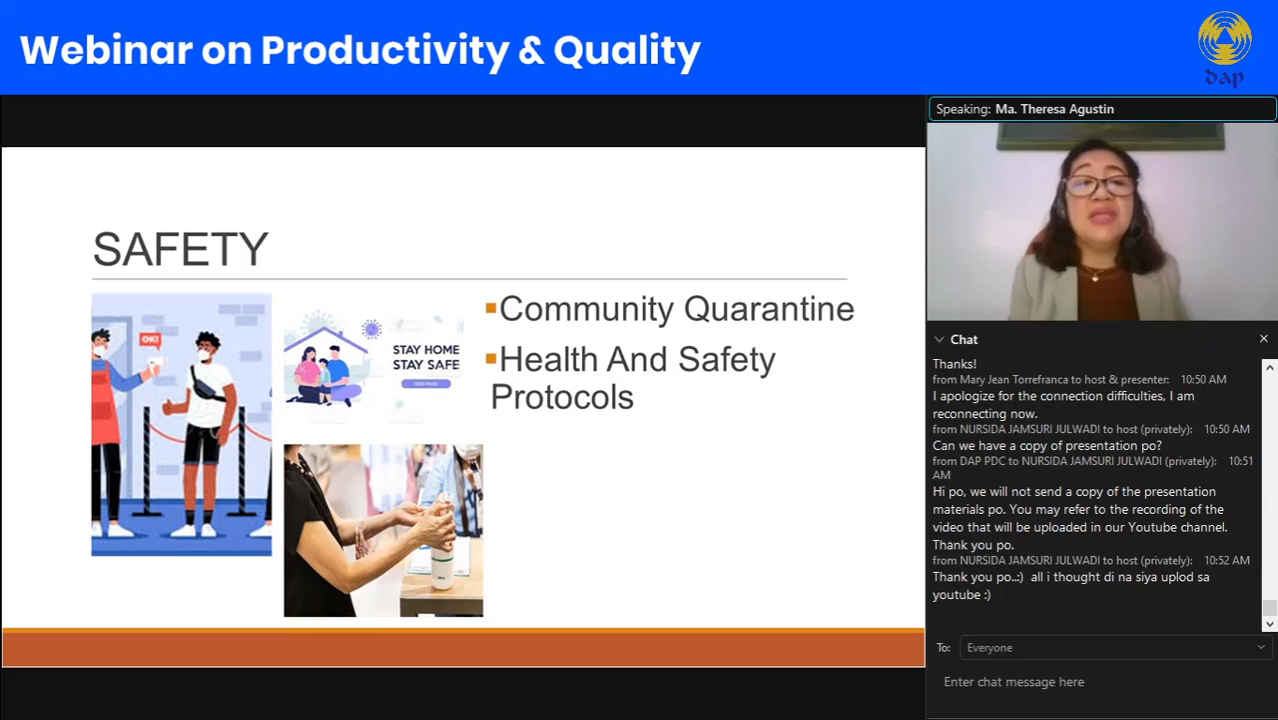 Webinar on Productivity & Quality
dap
Speaking: Ma. Theresa Agustin
SAFETY
OK!
STAY HOME
STAY SAFE
▪Community Quarantine
▪Health And Safety
Protocols
Chat
Thanks!
from Mary Jean Torrefranca to host & presenter: 10:50 AM
I apologize for the connection difficulties, I am
reconnecting now.
from NURSIDA JAMSURI JULWADI to host (privately): 10:50 AM
Can we have a copy of presentation po?
from DAP PDC to NURSIDA JAMSURI JULWADI (privately): 10:51
AM
Hi po, we will not send a copy of the presentation
materials po. You may refer to the recording of the
video that will be uploaded in our Youtube channel.
Thank you po.
from NURSIDA JAMSURI JULWADI to host (privately): 10:52 AM
Thank you po..:) all i thought di na siya uplod sa
youtube :)
To: Everyone
Enter chat message here